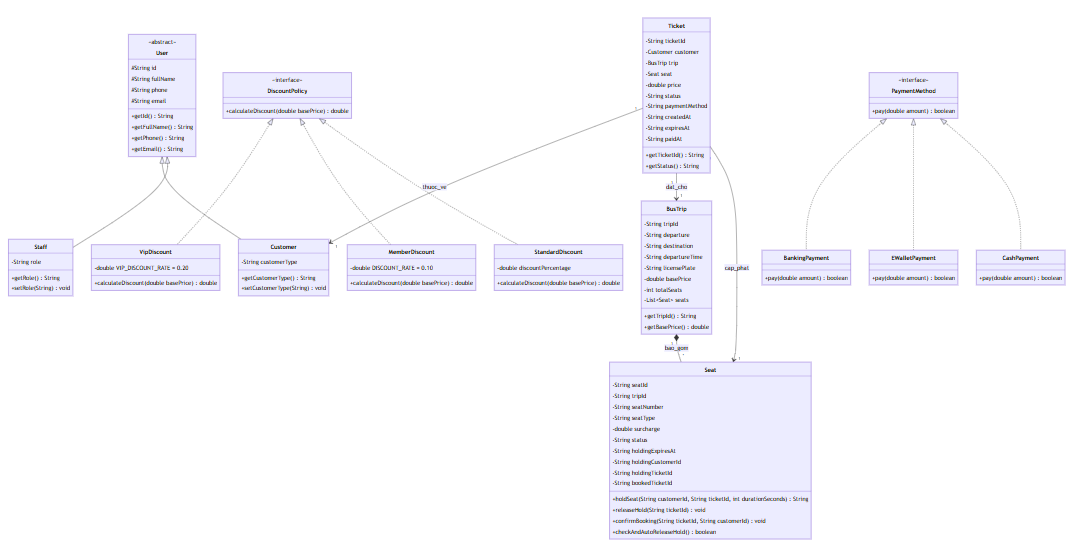 «abstract»
User
#String id
#String fullName
#String phone
#String email
+getId() : String
+getFullName() : String
+getPhone() : String
+getEmail() : String
«interface»
DiscountPolicy
+calculateDiscount(double basePrice) : double
Ticket
-String ticketId
-Customer customer
-BusTrip trip
-Seat seat
-double price
-String status
-String paymentMethod
-String createdAt
-String expiresAt
-String paidAt
+getTicketId() : String
+getStatus() : String
«interface»
PaymentMethod
+pay(double amount) : boolean
thuoc_ve
dat_cho
Staff
-String role
+getRole() : String
+setRole(String) : void
VipDiscount
-double VIP_DISCOUNT_RATE = 0.20
+calculateDiscount(double basePrice) : double
Customer
-String customerType
+getCustomerType() : String
+setCustomerType(String) : void
MemberDiscount
-double DISCOUNT_RATE = 0.10
+calculateDiscount(double basePrice) : double
StandardDiscount
-double discountPercentage
+calculateDiscount(double basePrice) : double
BusTrip
-String tripId
-String departure
-String destination
-String departureTime
-String licensePlate
-double basePrice
-int totalSeats
-List<Seat> seats
+getTripId() : String
+getBasePrice() : double
cap_phat
BankingPayment
+pay(double amount) : boolean
EWalletPayment
+pay(double amount) : boolean
CashPayment
+pay(double amount) : boolean
bao_gom
Seat
-String seatId
-String tripId
-String seatNumber
-String seatType
-double surcharge
-String status
-String holdingExpiresAt
-String holdingCustomerId
-String holdingTicketId
-String bookedTicketId
+holdSeat(String customerId, String ticketId, int durationSeconds) : String
+releaseHold(String ticketId) : void
+confirmBooking(String ticketId, String customerId) : void
+checkAndAutoReleaseHold() : boolean